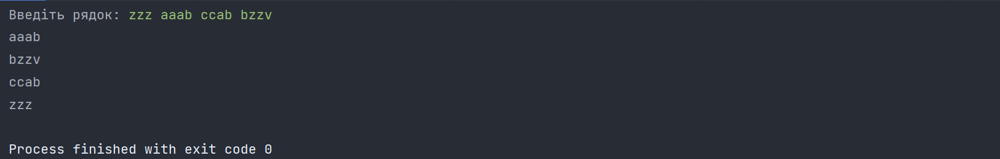 Введіть рядок: zzz aaab ccab bzzv
aaab
bzzv
ccab
zzz
Process finished with exit code 0